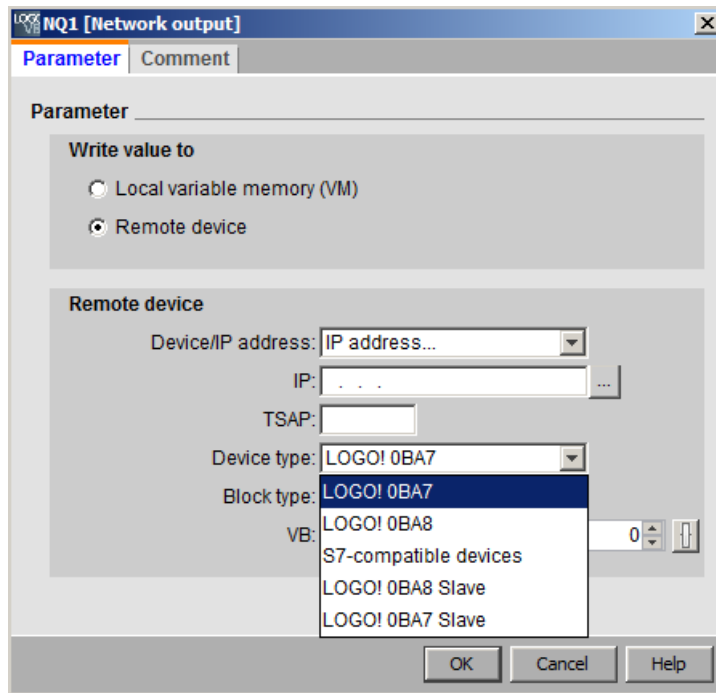 NQ1 [Network output]
Parameter Comment
Parameter
Write value to
Local variable memory (VM)
Remote device
Remote device
Device/IP address: IP address...
IP: . . . ...
TSAP:
Device type: LOGO! 0BA7
Block type: LOGO! 0BA7
LOGO! 0BA8
VB: 0
S7-compatible devices
LOGO! 0BA8 Slave
LOGO! 0BA7 Slave
OK Cancel Help